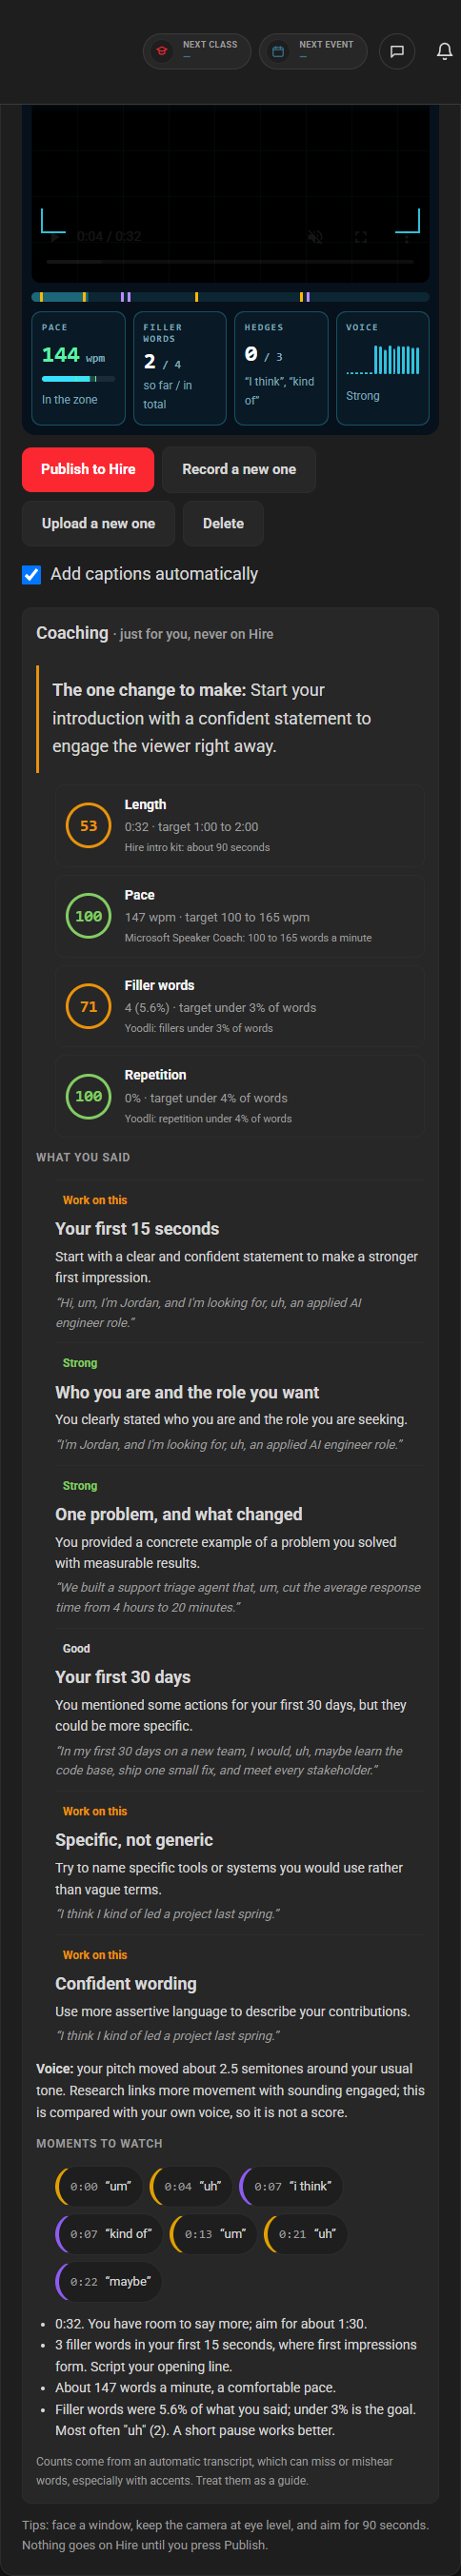 NEXT CLASS
—
NEXT EVENT
—
0:04 / 0:32
PACE
144 wpm
In the zone
FILLER
WORDS
2 / 4
so far / in
total
HEDGES
0 / 3
“I think”, “kind
of”
VOICE
Strong
Publish to Hire
Record a new one
Upload a new one
Delete
Add captions automatically
Coaching · just for you, never on Hire
The one change to make: Start your
introduction with a confident statement to
engage the viewer right away.
53
Length
0:32 · target 1:00 to 2:00
Hire intro kit: about 90 seconds
100
Pace
147 wpm · target 100 to 165 wpm
Microsoft Speaker Coach: 100 to 165 words a minute
71
Filler words
4 (5.6%) · target under 3% of words
Yoodli: fillers under 3% of words
100
Repetition
0% · target under 4% of words
Yoodli: repetition under 4% of words
WHAT YOU SAID
Work on this
Your first 15 seconds
Start with a clear and confident statement to make a stronger
first impression.
“Hi, um, I'm Jordan, and I'm looking for, uh, an applied AI
engineer role.”
Strong
Who you are and the role you want
You clearly stated who you are and the role you are seeking.
“I'm Jordan, and I'm looking for, uh, an applied AI engineer role.”
Strong
One problem, and what changed
You provided a concrete example of a problem you solved
with measurable results.
“We built a support triage agent that, um, cut the average response
time from 4 hours to 20 minutes.”
Good
Your first 30 days
You mentioned some actions for your first 30 days, but they
could be more specific.
“In my first 30 days on a new team, I would, uh, maybe learn the
code base, ship one small fix, and meet every stakeholder.”
Work on this
Specific, not generic
Try to name specific tools or systems you would use rather
than vague terms.
“I think I kind of led a project last spring.”
Work on this
Confident wording
Use more assertive language to describe your contributions.
“I think I kind of led a project last spring.”
Voice: your pitch moved about 2.5 semitones around your usual
tone. Research links more movement with sounding engaged; this
is compared with your own voice, so it is not a score.
MOMENTS TO WATCH
0:00 “um”
0:04 “uh”
0:07 “i think”
0:07 “kind of”
0:13 “um”
0:21 “uh”
0:22 “maybe”
• 0:32. You have room to say more; aim for about 1:30.
• 3 filler words in your first 15 seconds, where first impressions
form. Script your opening line.
• About 147 words a minute, a comfortable pace.
• Filler words were 5.6% of what you said; under 3% is the goal.
Most often "uh" (2). A short pause works better.
Counts come from an automatic transcript, which can miss or mishear
words, especially with accents. Treat them as a guide.
Tips: face a window, keep the camera at eye level, and aim for 90 seconds.
Nothing goes on Hire until you press Publish.